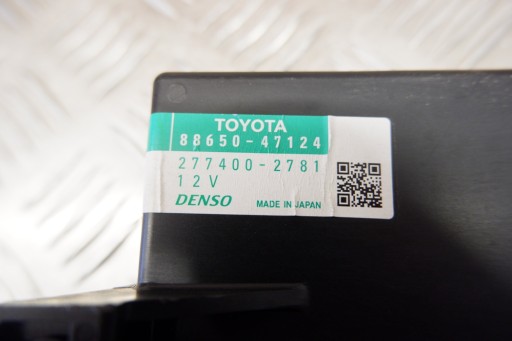 TOYOTA
88650-47124
277400-2781
12V
DENSO MADE IN JAPAN